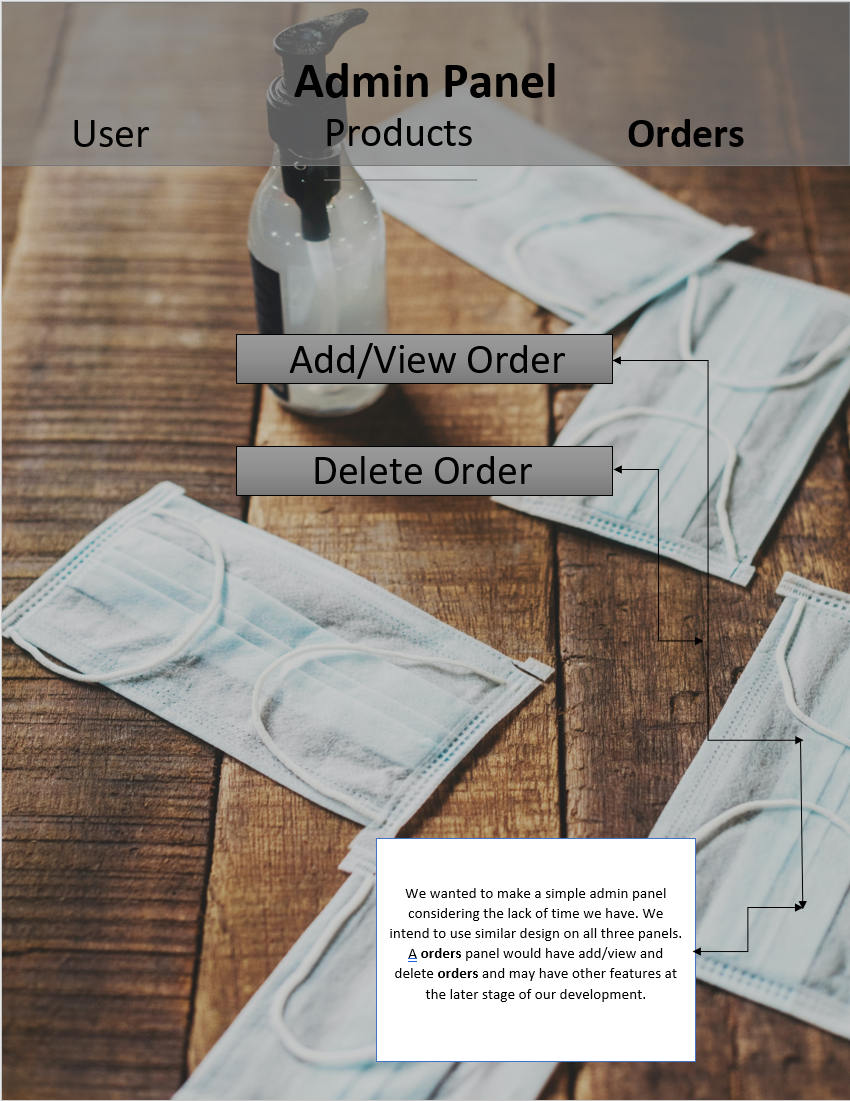 Admin Panel
User Products Orders
Add/View Order
Delete Order
We wanted to make a simple admin panel
considering the lack of time we have. We
intend to use similar design on all three panels.
A orders panel would have add/view and
delete orders and may have other features at
the later stage of our development.